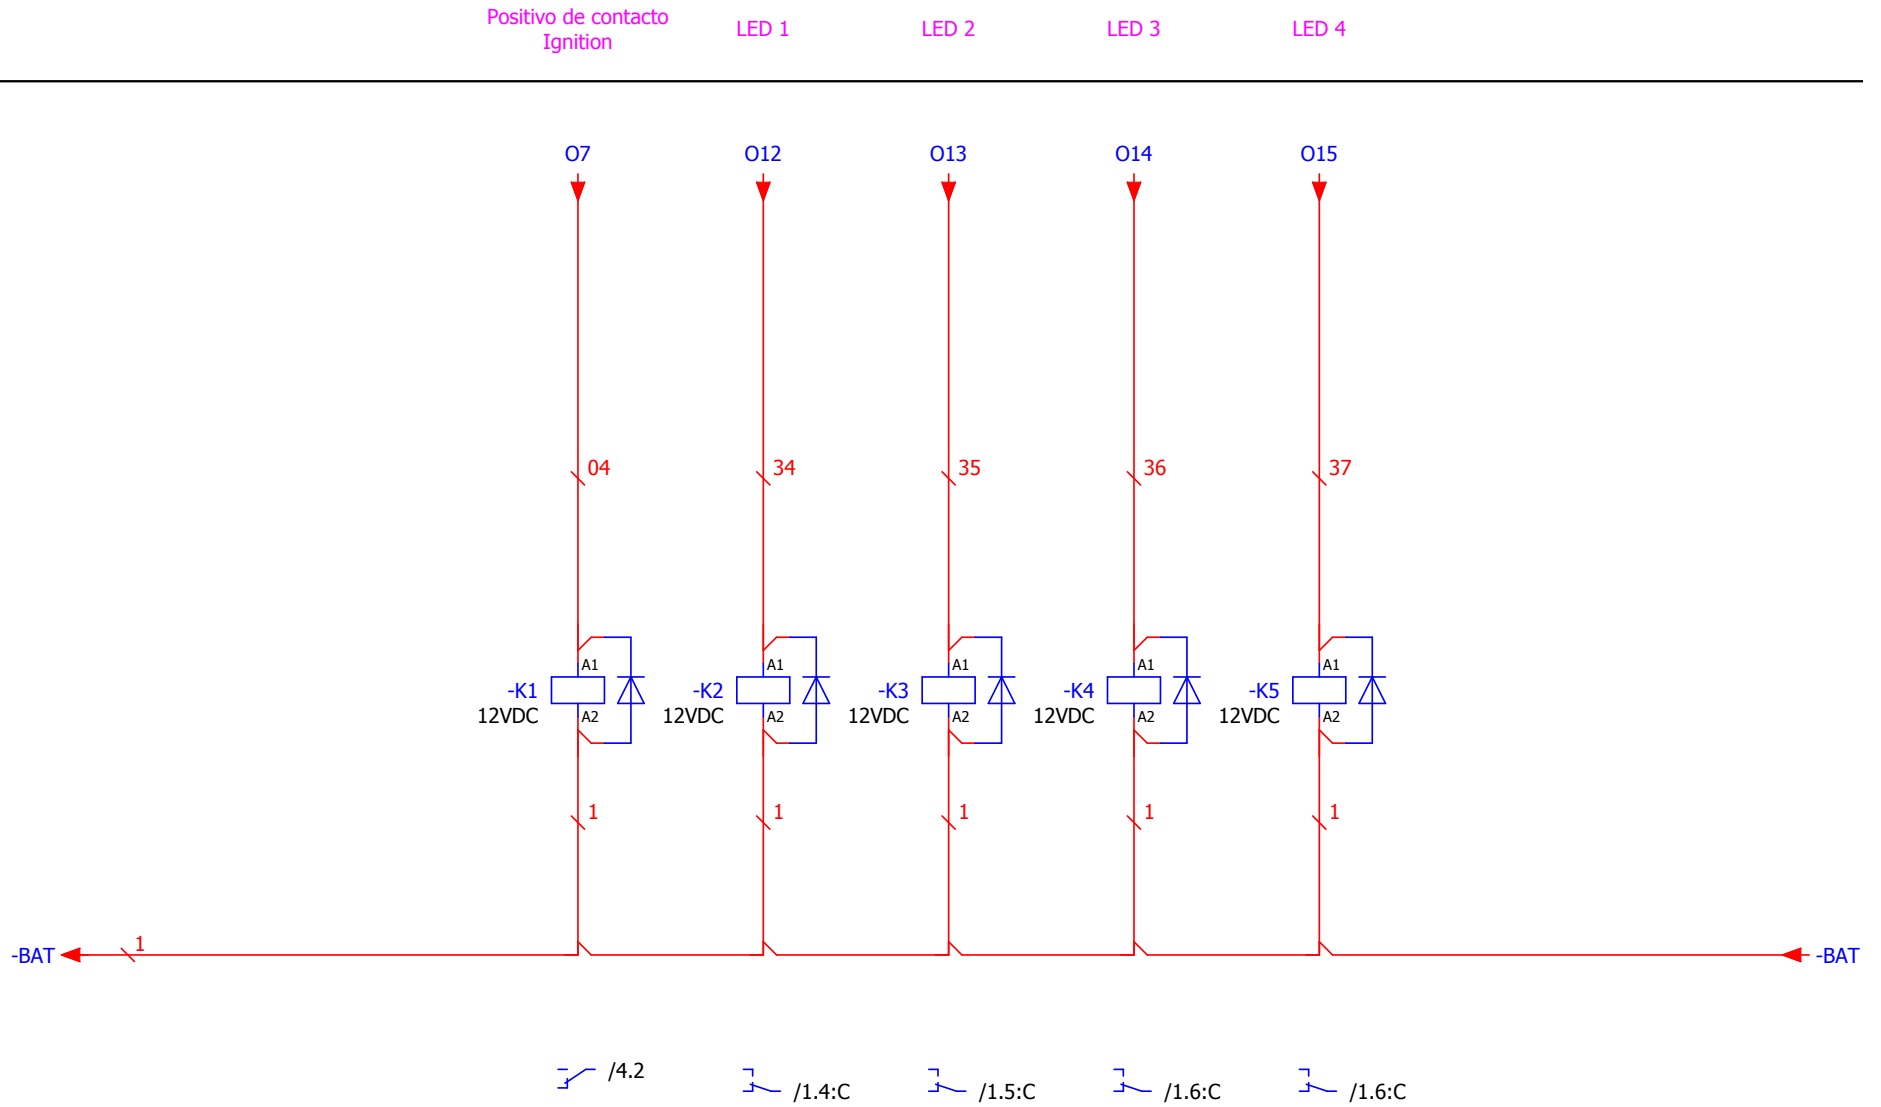 Positivo de contacto
Ignition
LED 1
LED 2
LED 3
LED 4
O7
O12
O13
O14
O15
04
34
35
36
37
A1
A1
A1
A1
A1
-K1
-K2
-K3
-K4
-K5
12VDC
A2
12VDC
A2
12VDC
A2
12VDC
A2
12VDC
A2
1
1
1
1
1
-BAT
1
-BAT
/4.2
/1.4:C
/1.5:C
/1.6:C
/1.6:C